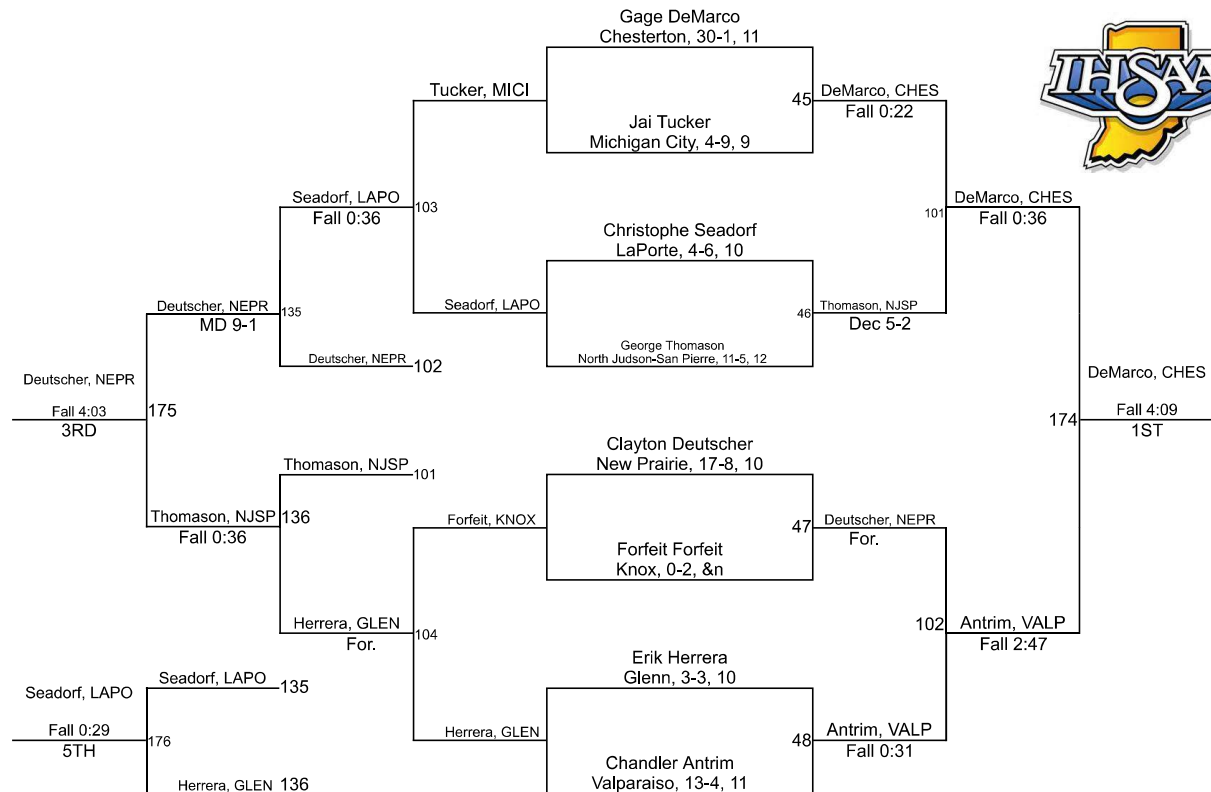 Gage DeMarco
Chesterton, 30-1, 11
IHSAA
Tucker, MICI
45
DeMarco, CHES
Fall 0:22
Jai Tucker
Michigan City, 4-9, 9
Seadorf, LAPO
Fall 0:36
103
101
DeMarco, CHES
Fall 0:36
Christophe Seadorf
LaPorte, 4-6, 10
Deutscher, NEPR
MD 9-1
135
Seadorf, LAPO
46
Thomason, NJSP
Dec 5-2
George Thomason
North Judson-San Pierre, 11-5, 12
Deutscher, NEPR
102
Deutscher, NEPR
Fall 4:03
3RD
175
174
DeMarco, CHES
Fall 4:09
1ST
Clayton Deutscher
New Prairie, 17-8, 10
Thomason, NJSP
101
Thomason, NJSP
Fall 0:36
136
Forfeit, KNOX
47
Deutscher, NEPR
For.
Forfeit Forfeit
Knox, 0-2, &n
Herrera, GLEN
For.
104
102
Antrim, VALP
Fall 2:47
Erik Herrera
Glenn, 3-3, 10
Seadorf, LAPO
135
Seadorf, LAPO
Fall 0:29
5TH
176
Herrera, GLEN
48
Antrim, VALP
Fall 0:31
Chandler Antrim
Valparaiso, 13-4, 11
Herrera, GLEN
136